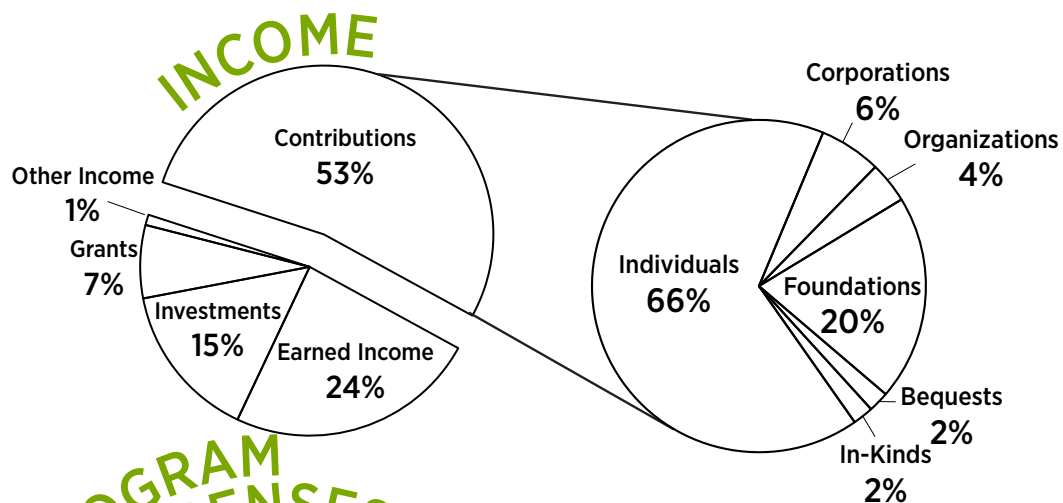 INCOME
Contributions
53%
Other Income
1%
Grants
7%
Investments
15%
Earned Income
24%
Corporations
6%
Organizations
4%
Individuals
66%
Foundations
20%
Bequests
2%
In-Kinds
2%